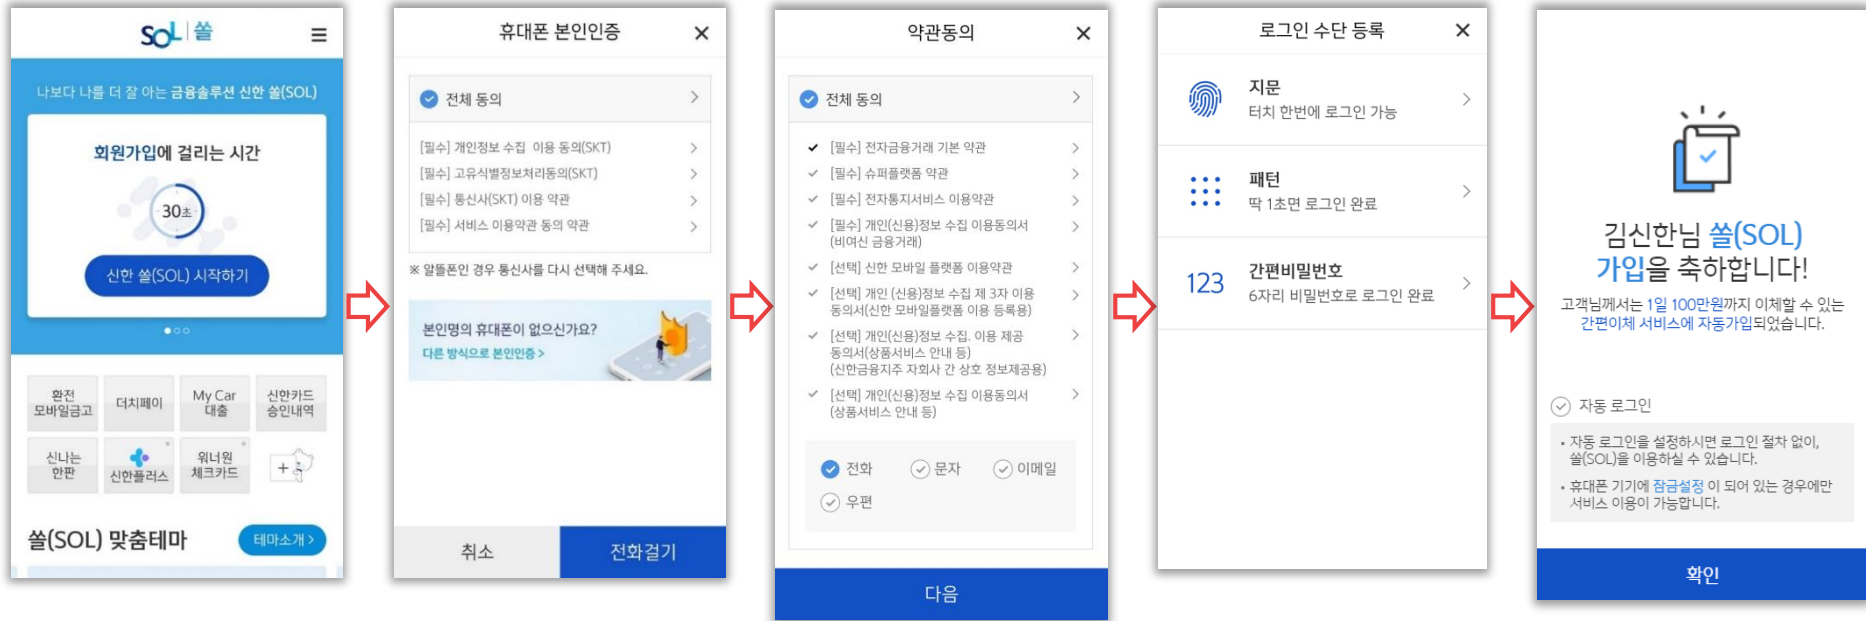 SOL 쏠
나보다 나를 더 잘 아는 금융솔루션 신한 쏠(SOL)
회원가입에 걸리는 시간
30초
신한 쏠(SOL) 시작하기
환전
모바일금고
더치페이
My Car
대출
신한카드
승인내역
신나는
한판
신한플러스
워너원
체크카드
+
쏠(SOL) 맞춤테마
테마소개 >
휴대폰 본인인증
전체 동의
[필수] 개인정보 수집 이용 동의(SKT)
[필수] 고유식별정보처리동의(SKT)
[필수] 통신사(SKT) 이용 약관
[필수] 서비스 이용약관 동의 약관
※ 알뜰폰인 경우 통신사를 다시 선택해 주세요.
본인명의 휴대폰이 없으신가요?
다른 방식으로 본인인증 >
취소
전화걸기
약관동의
전체 동의
[필수] 전자금융거래 기본 약관
[필수] 슈퍼플랫폼 약관
[필수] 전자통지서비스 이용약관
[필수] 개인(신용)정보 수집 이용동의서
(비여신 금융거래)
[선택] 신한 모바일 플랫폼 이용약관
[선택] 개인 (신용)정보 수집 제 3자 이용
동의서(신한 모바일플랫폼 이용 등록용)
[선택] 개인(신용)정보 수집. 이용 제공
동의서(상품서비스 안내 등)
(신한금융지주 자회사 간 상호 정보제공용)
[선택] 개인(신용)정보 수집 이용동의서
(상품서비스 안내 등)
전화
문자
이메일
우편
다음
로그인 수단 등록
지문
터치 한번에 로그인 가능
패턴
딱 1초면 로그인 완료
123
간편비밀번호
6자리 비밀번호로 로그인 완료
김신한님 쏠(SOL)
가입을 축하합니다!
고객님께서는 1일 100만원까지 이체할 수 있는
간편이체 서비스에 자동가입되었습니다.
자동 로그인
• 자동 로그인을 설정하시면 로그인 절차 없이,
쏠(SOL)을 이용하실 수 있습니다.
• 휴대폰 기기에 잠금설정 이 되어 있는 경우에만
서비스 이용이 가능합니다.
확인